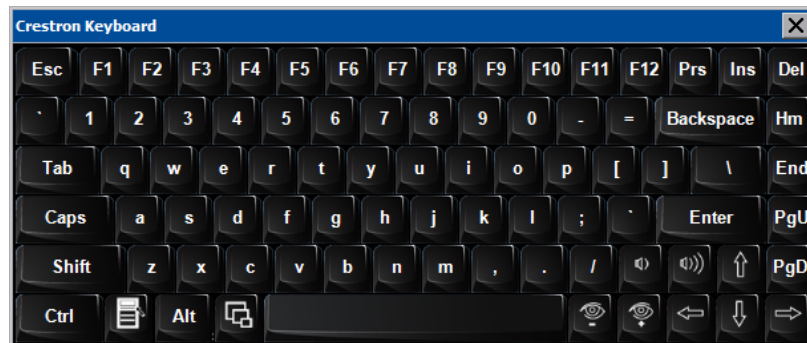 Crestron Keyboard
Esc F1 F2 F3 F4 F5 F6 F7 F8 F9 F10 F11 F12 Prs Ins Del
` 1 2 3 4 5 6 7 8 9 0 - = Backspace Hm
Tab q w e r t y u i o p [ ] \ End
Caps a s d f g h j k l ; ` Enter PgU
Shift z x c v b n m , . / PgD
Ctrl Alt